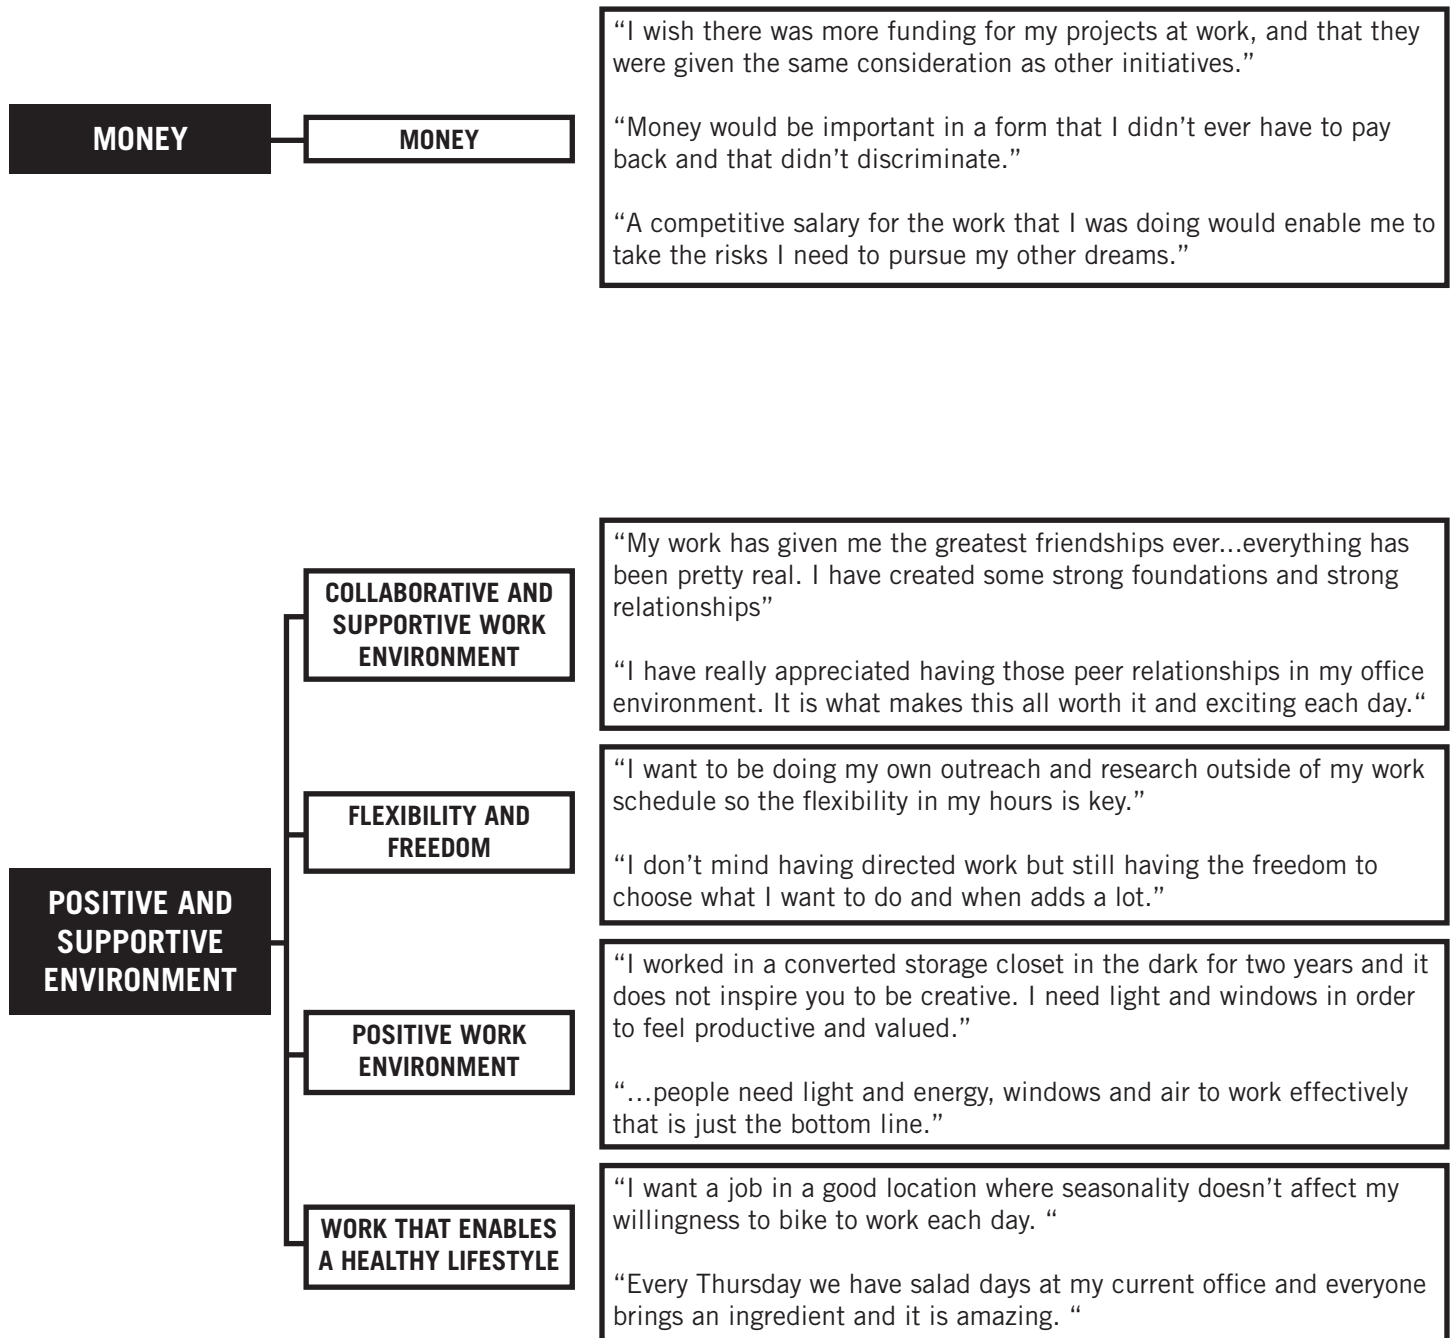 MONEY
MONEY
“I wish there was more funding for my projects at work, and that they
were given the same consideration as other initiatives.”
“Money would be important in a form that I didn’t ever have to pay
back and that didn’t discriminate.”
“A competitive salary for the work that I was doing would enable me to
take the risks I need to pursue my other dreams.”
POSITIVE AND
SUPPORTIVE
ENVIRONMENT
COLLABORATIVE AND
SUPPORTIVE WORK
ENVIRONMENT
“My work has given me the greatest friendships ever...everything has
been pretty real. I have created some strong foundations and strong
relationships”
“I have really appreciated having those peer relationships in my office
environment. It is what makes this all worth it and exciting each day.“
FLEXIBILITY AND
FREEDOM
“I want to be doing my own outreach and research outside of my work
schedule so the flexibility in my hours is key.”
“I don’t mind having directed work but still having the freedom to
choose what I want to do and when adds a lot.”
POSITIVE WORK
ENVIRONMENT
“I worked in a converted storage closet in the dark for two years and it
does not inspire you to be creative. I need light and windows in order
to feel productive and valued.”
“...people need light and energy, windows and air to work effectively
that is just the bottom line.”
WORK THAT ENABLES
A HEALTHY LIFESTYLE
“I want a job in a good location where seasonality doesn’t affect my
willingness to bike to work each day. “
“Every Thursday we have salad days at my current office and everyone
brings an ingredient and it is amazing. “